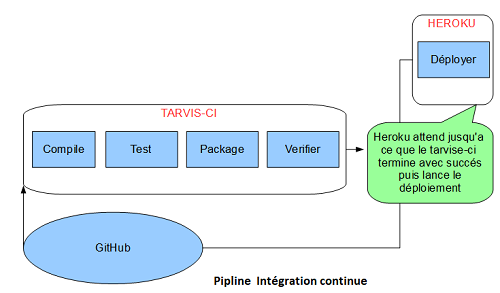 HEROKU
Déployer
TARVIS-CI
Compile
Test
Package
Verifier
Heroku attend jusqu'a
ce que le tarvise-ci
termine avec succés
puis lance le
déploiement
GitHub
Pipline Intégration continue